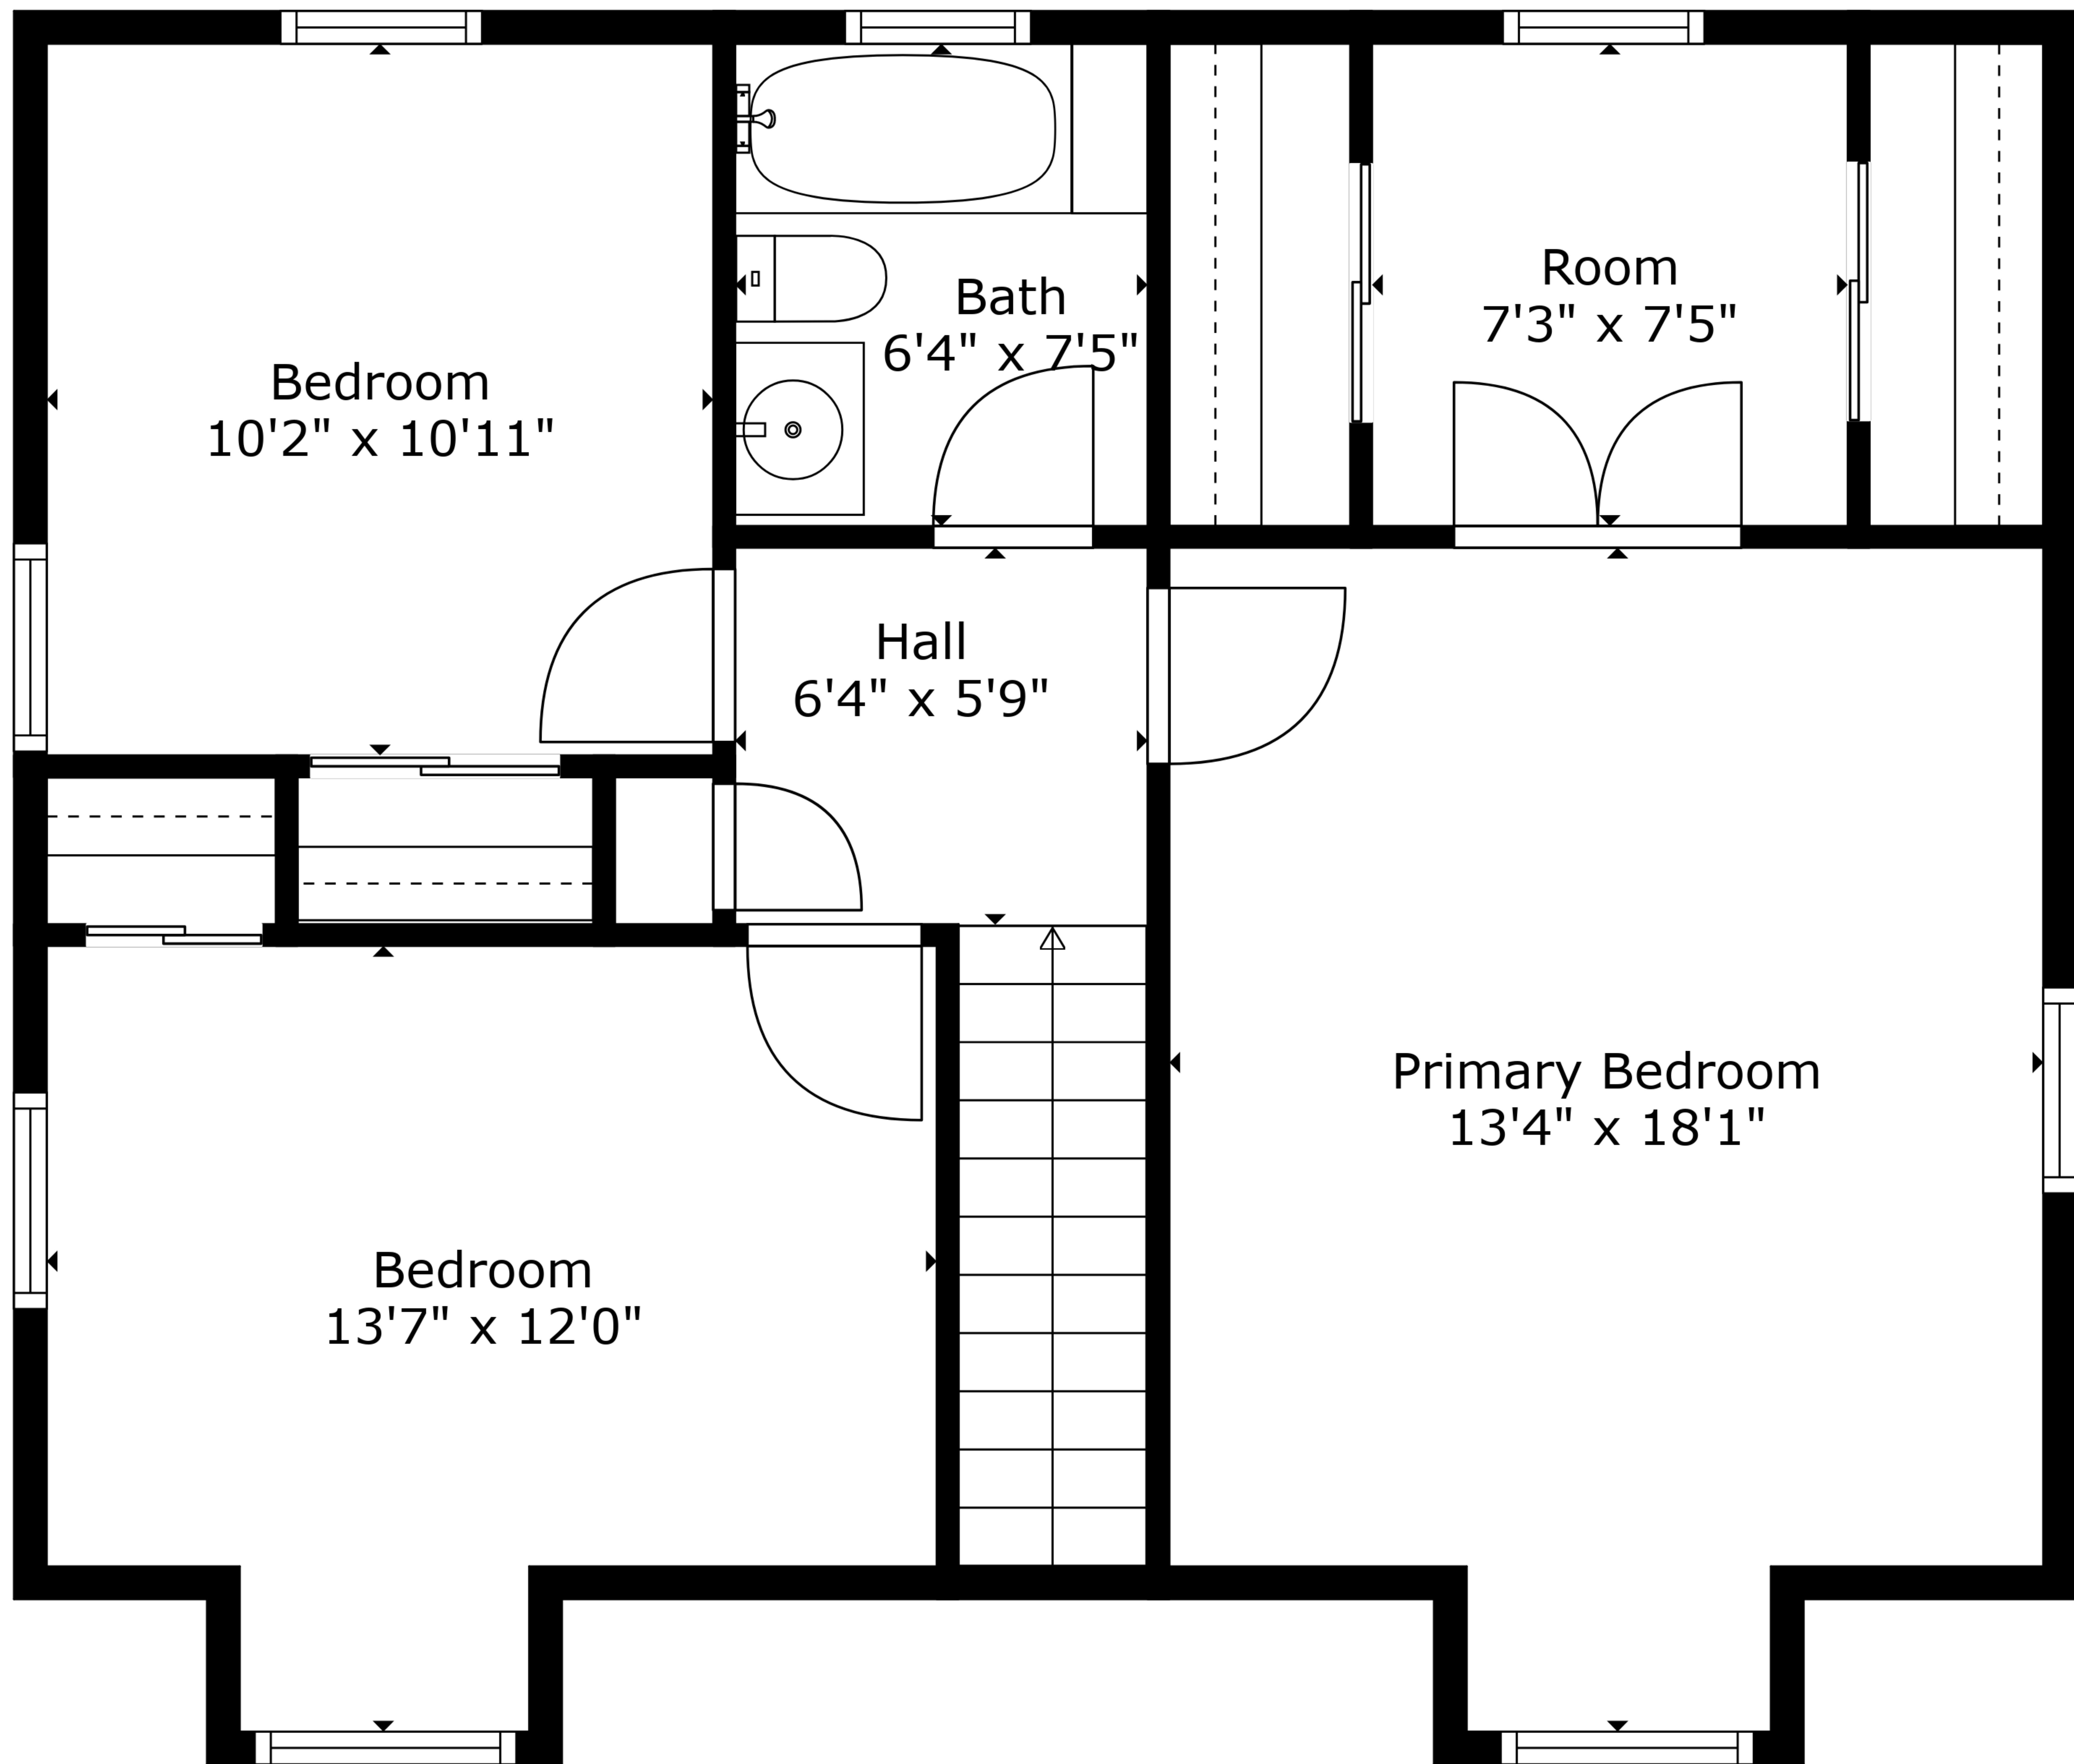 Room
7'3" x 7'5"
Bath
6'4" x 7'5"
Bedroom
10'2" x 10'11"
Hall
6'4" x 5'9"
Primary Bedroom
13'4" x 18'1"
Bedroom
13'7" x 12'0"